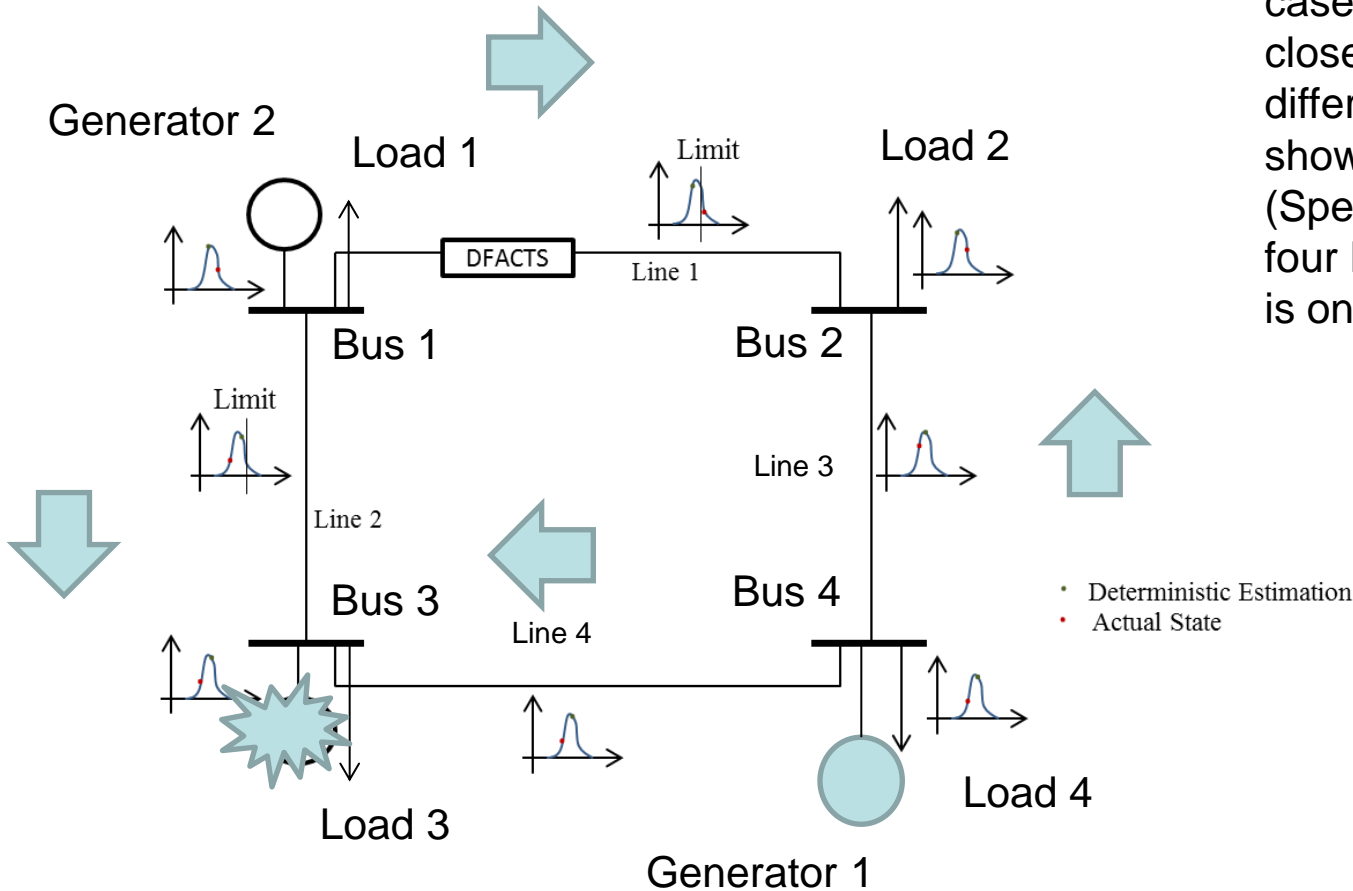 case
close
differ
show
(Spe
four
is on
Generator 2
Load 1
Limit
Load 2
DFACTS
Line 1
Bus 1
Bus 2
Limit
Line 3
Line 2
Bus 3
Bus 4
Line 4
Deterministic Estimation
Actual State
Load 3
Load 4
Generator 1